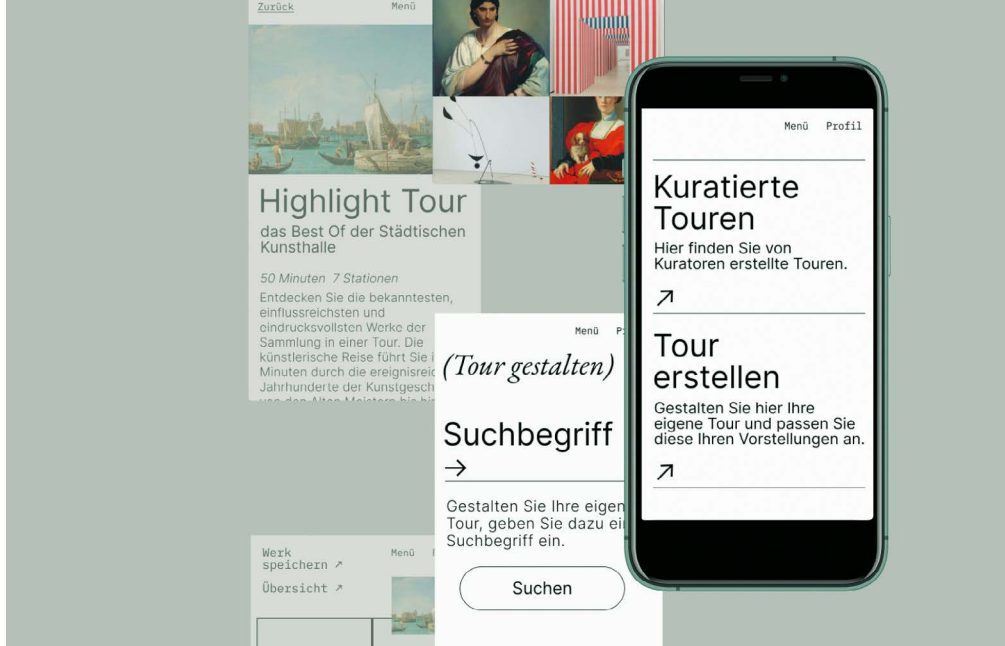 Zurück
Menü
Highlight Tour
das Best Of der Städtischen
Kunsthalle
50 Minuten 7 Stationen
Entdecken Sie die bekanntesten,
einflussreichsten und
eindrucksvollsten Werke der
Sammlung in einer Tour. Die
künstlerische Reise führt Sie
Minuten durch die
Jahrhunderte der
Menü
(Tour gestalten)
Suchbegriff
→
Gestalten Sie Ihre
Tour, geben Sie dazu
Suchbegriff ein.
Suchen
Werk
speichern ↗
Übersicht ↗
Menü
Menü Profil
Kuratierte
Touren
Hier finden Sie von
Kuratoren erstellte Touren.
↗
Tour
erstellen
Gestalten Sie hier Ihre
eigene Tour und passen Sie
diese Ihren Vorstellungen an.
↗